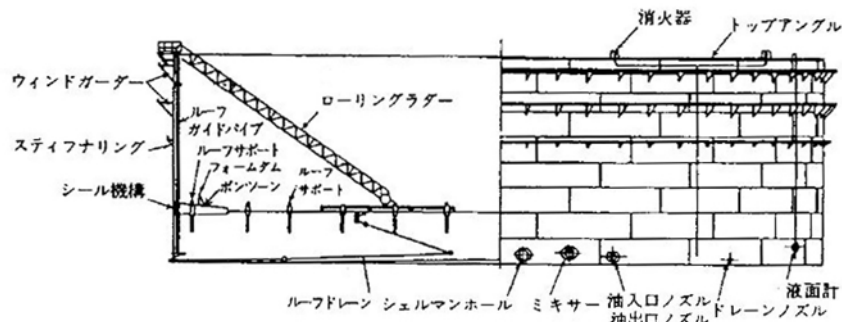 消火器
トップアングル
ウィンドガーダー
ローリングラダー
ルーフ
ガイドパイプ
スティフナリング
ルーフサポート
フォームダム
ポンツーン
ルーフ
サポート
シール機構
ルーフドレーン
シェルマンホール
ミキサー
油入口ノズル
油出口ノズル
ドレーンノズル
液面計